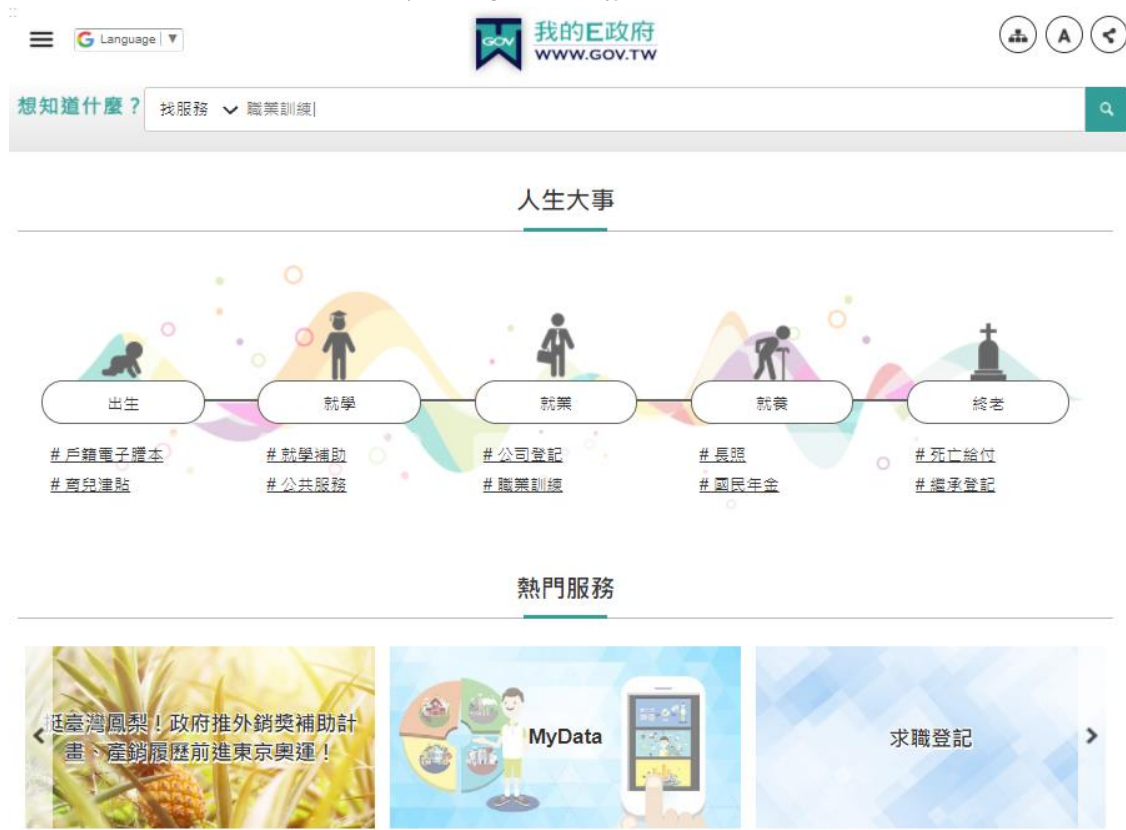 Language | ▼
GOV
我的E政府
WWW.GOV.TW
A
想知道什麼？
找服務 職業訓練
人生大事
出生 就學 就業 就養 終老
# 戶籍電子謄本 # 就學補助 # 公司登記 # 長照 # 死亡給付
# 育兒津貼 # 公共服務 # 職業訓練 # 國民年金 # 繼承登記
熱門服務
挺臺灣鳳梨！政府推外銷獎補助計
畫、產銷履歷前進東京奧運！
MyData
求職登記